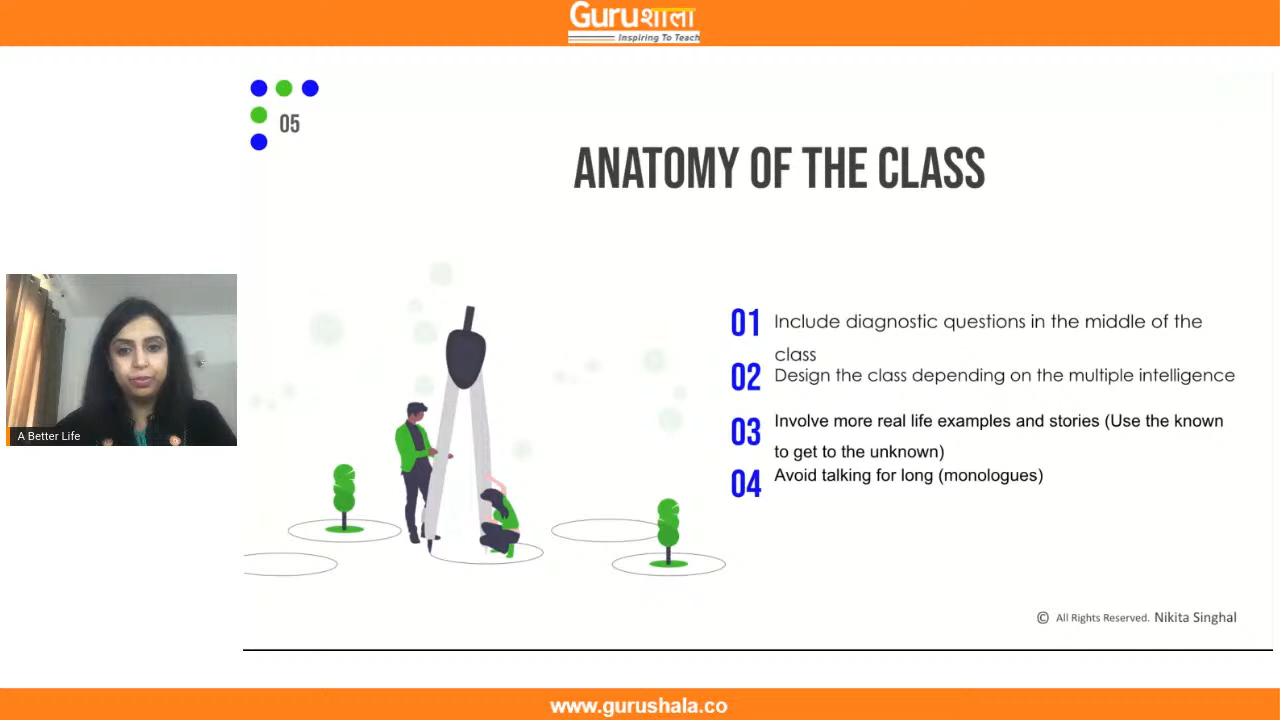 Guruशाला
Inspiring To Teach
05
ANATOMY OF THE CLASS
01 Include diagnostic questions in the middle of the
class
02 Design the class depending on the multiple intelligence
03 Involve more real life examples and stories (Use the known
to get to the unknown)
04 Avoid talking for long (monologues)
A Better Life
© All Rights Reserved. Nikita Singhal
www.gurushala.co